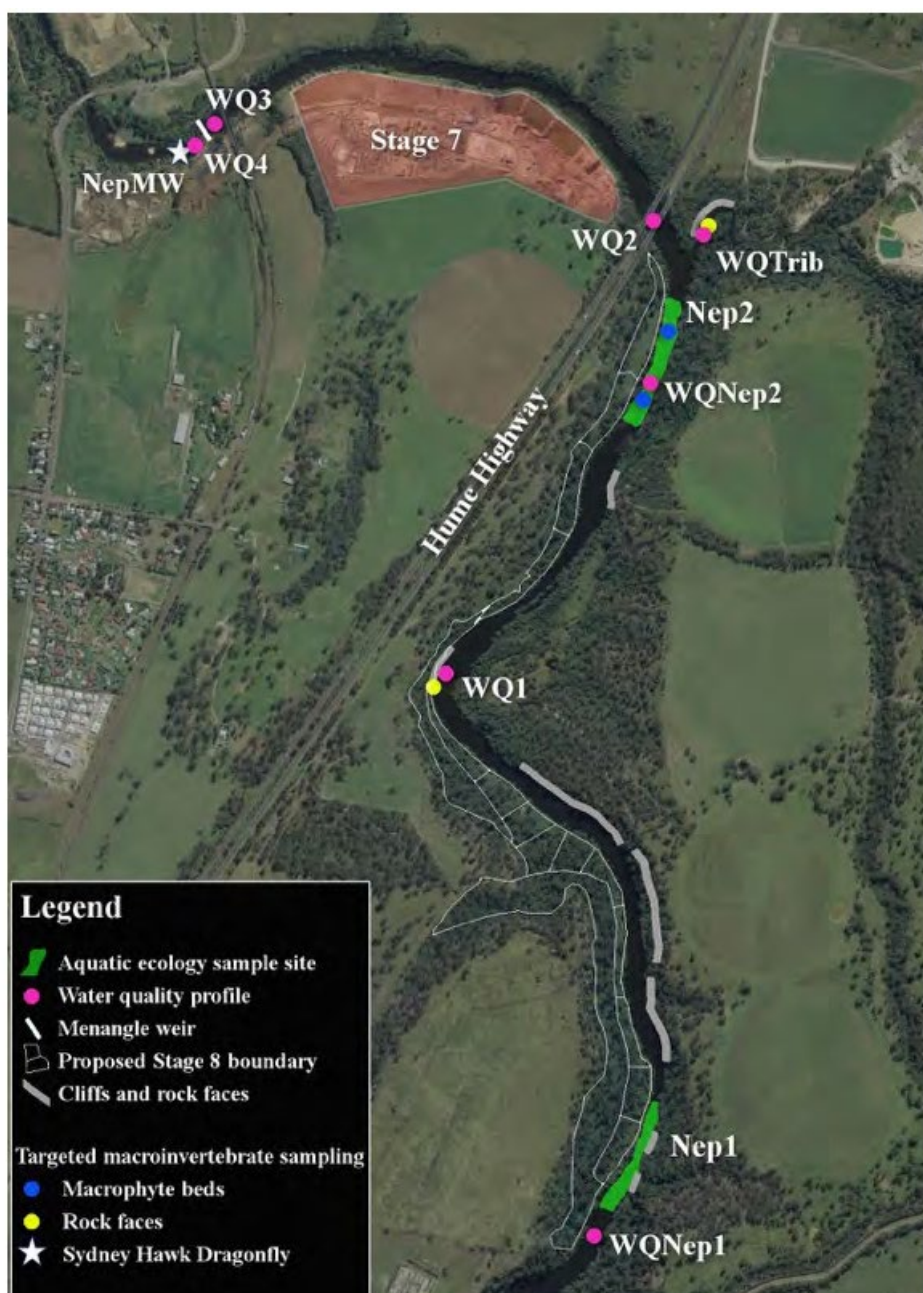 WQ3
Stage 7
WQ4
NepMW
WQ2
WQTrib
Nep2
WQNep2
Hume Highway
WQ1
Nep1
WQNep1
Legend
Aquatic ecology sample site
Water quality profile
Menangle weir
Proposed Stage 8 boundary
Cliffs and rock faces
Targeted macroinvertebrate sampling
Macrophyte beds
Rock faces
Sydney Hawk Dragonfly